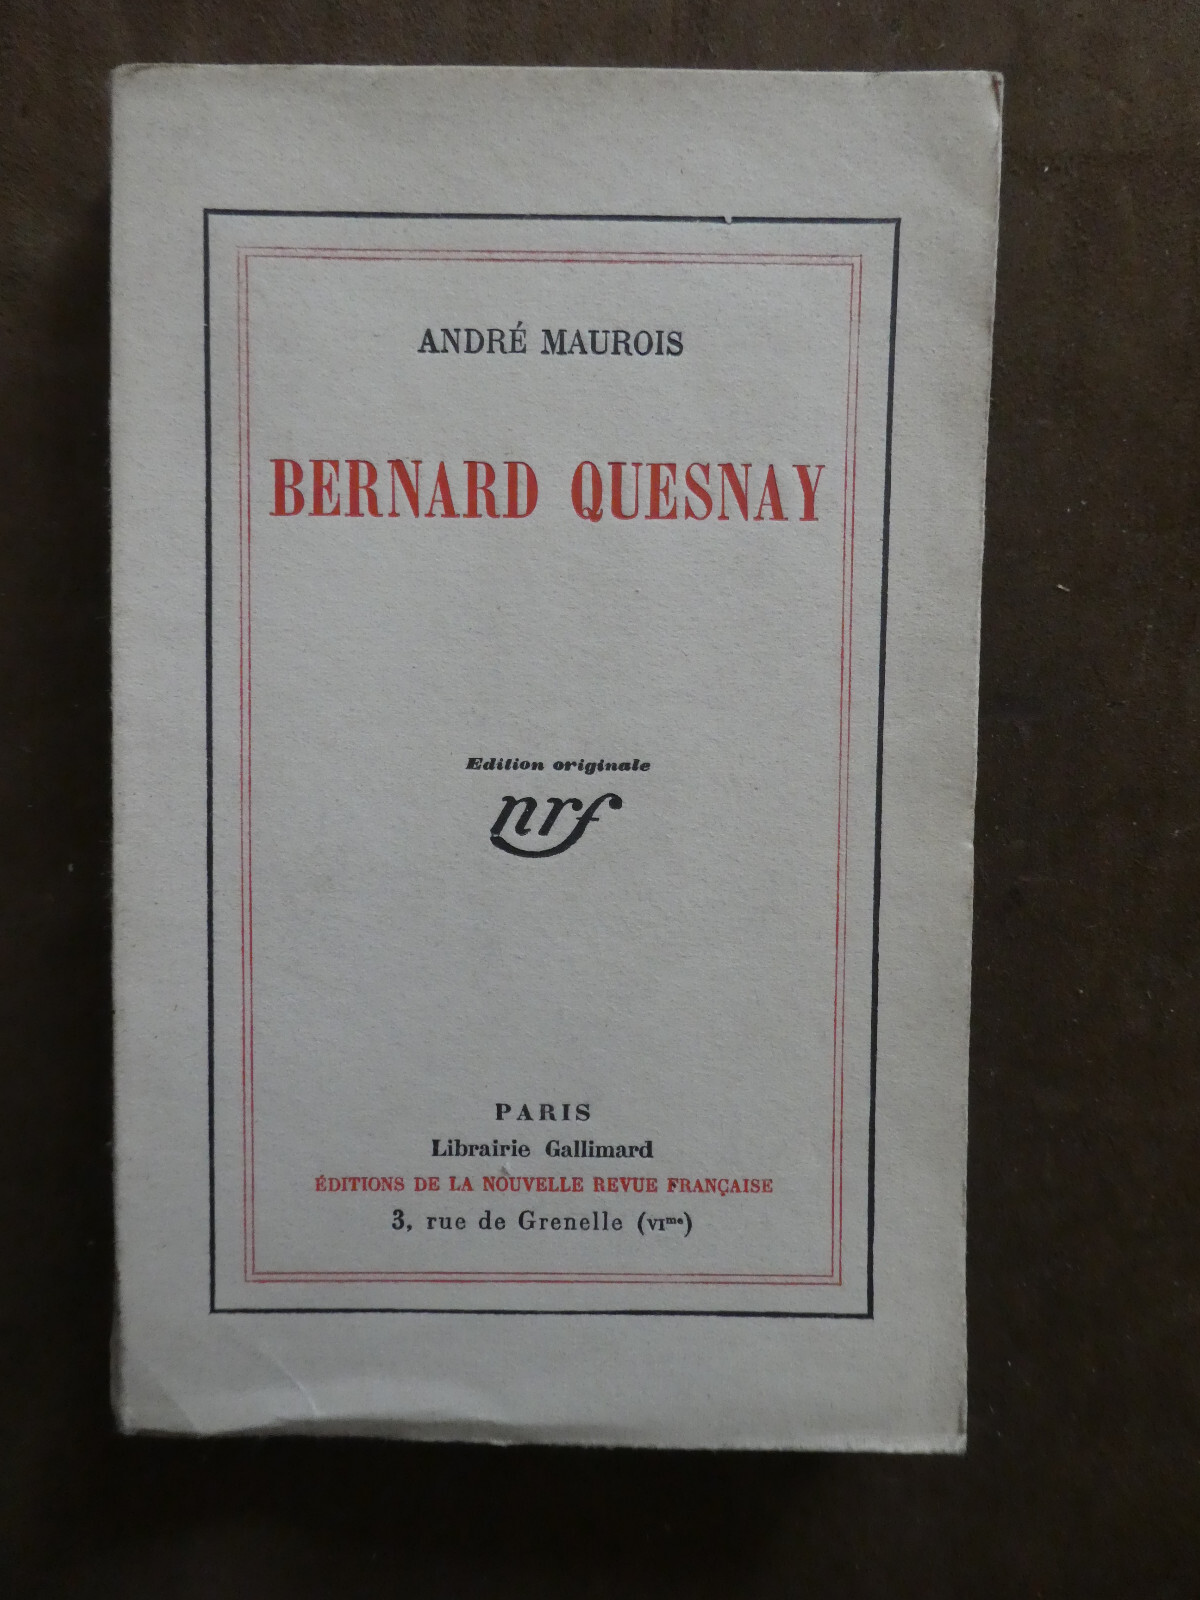 ANDRÉ MAUROIS
BERNARD QUESNAY
Edition originale
nrf
PARIS
Librairie Gallimard
ÉDITIONS DE LA NOUVELLE REVUE FRANÇAISE
3, rue de Grenelle (VIᵐᵉ)